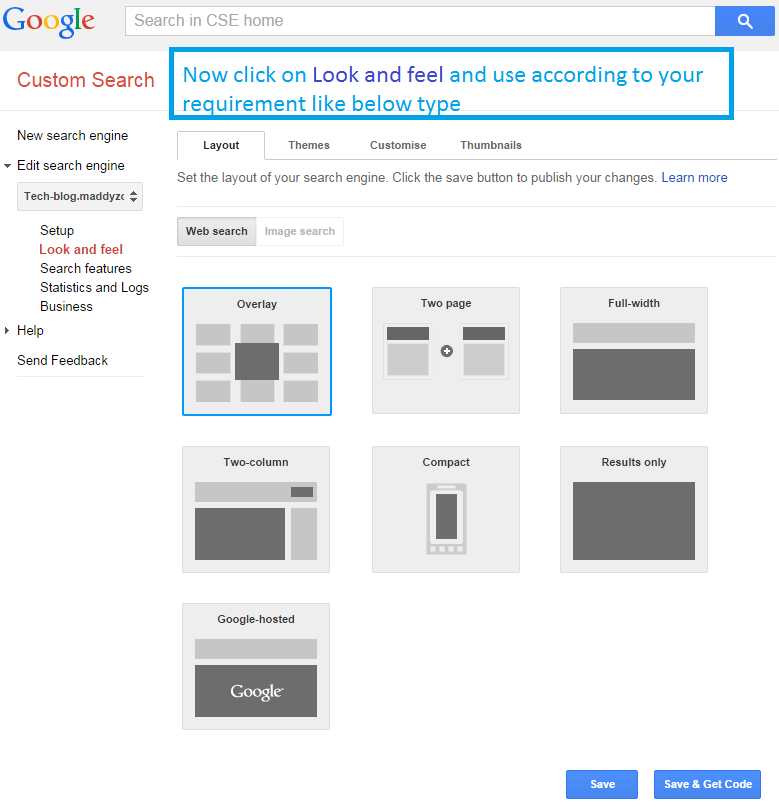 Google
Search in CSE home
Custom Search
Now click on Look and feel and use according to your
requirement like below type
New search engine
Edit search engine
Tech-blog.maddyzo
Setup
Look and feel
Search features
Statistics and Logs
Business
Help
Send Feedback
Layout Themes Customise Thumbnails
Set the layout of your search engine. Click the save button to publish your changes. Learn more
Web search Image search
Overlay Two page Full-width
Two-column Compact Results only
Google-hosted
Google
Save Save & Get Code